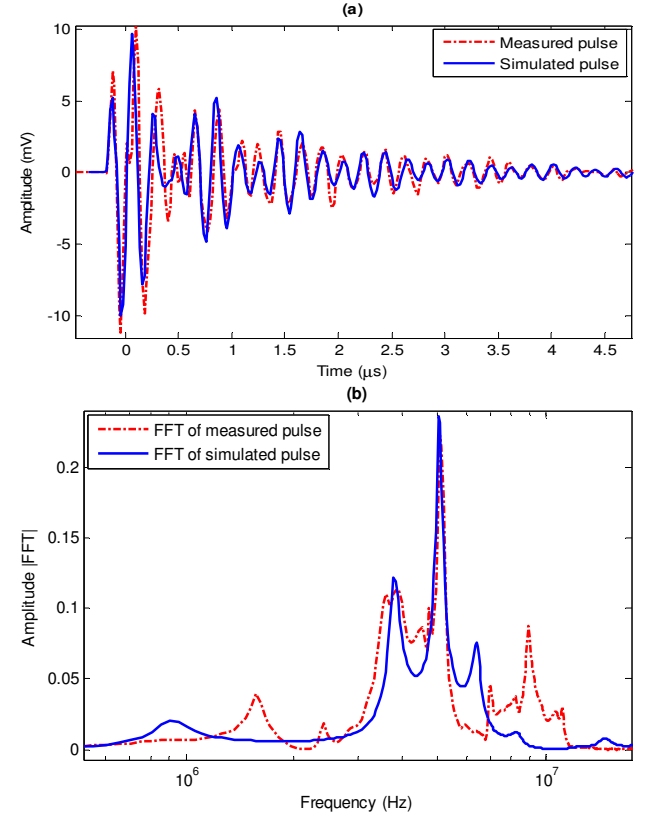 (a)
10
5
0
-5
-10
Amplitude (mV)
Measured pulse
Simulated pulse
0 0.5 1 1.5 2 2.5 3 3.5 4 4.5
Time (μs)
(b)
FFT of measured pulse
FFT of simulated pulse
0.2
0.15
0.1
0.05
0
Amplitude |FFT|
10^6 10^7
Frequency (Hz)